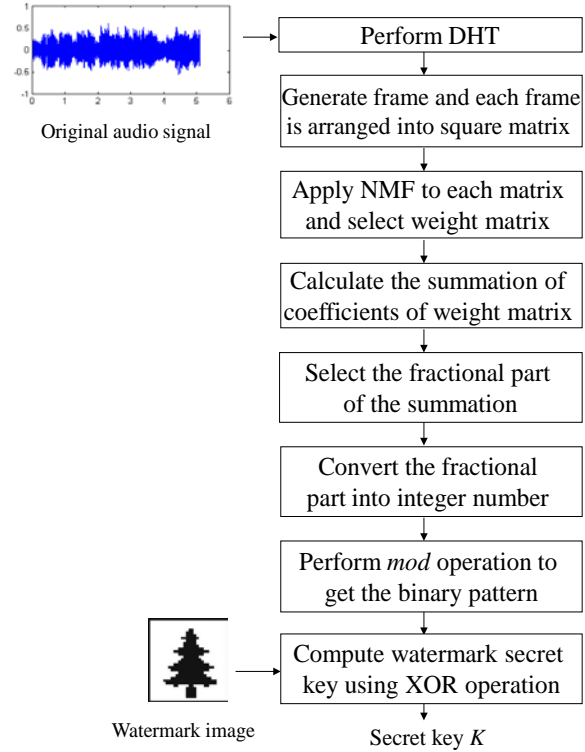 1
0.5
0
-0.5
-1
0 1 2 3 4 5 6
Original audio signal
Perform DHT
Generate frame and each frame
is arranged into square matrix
Apply NMF to each matrix
and select weight matrix
Calculate the summation of
coefficients of weight matrix
Select the fractional part
of the summation
Convert the fractional
part into integer number
Perform mod operation to
get the binary pattern
Compute watermark secret
key using XOR operation
Watermark image
Secret key K